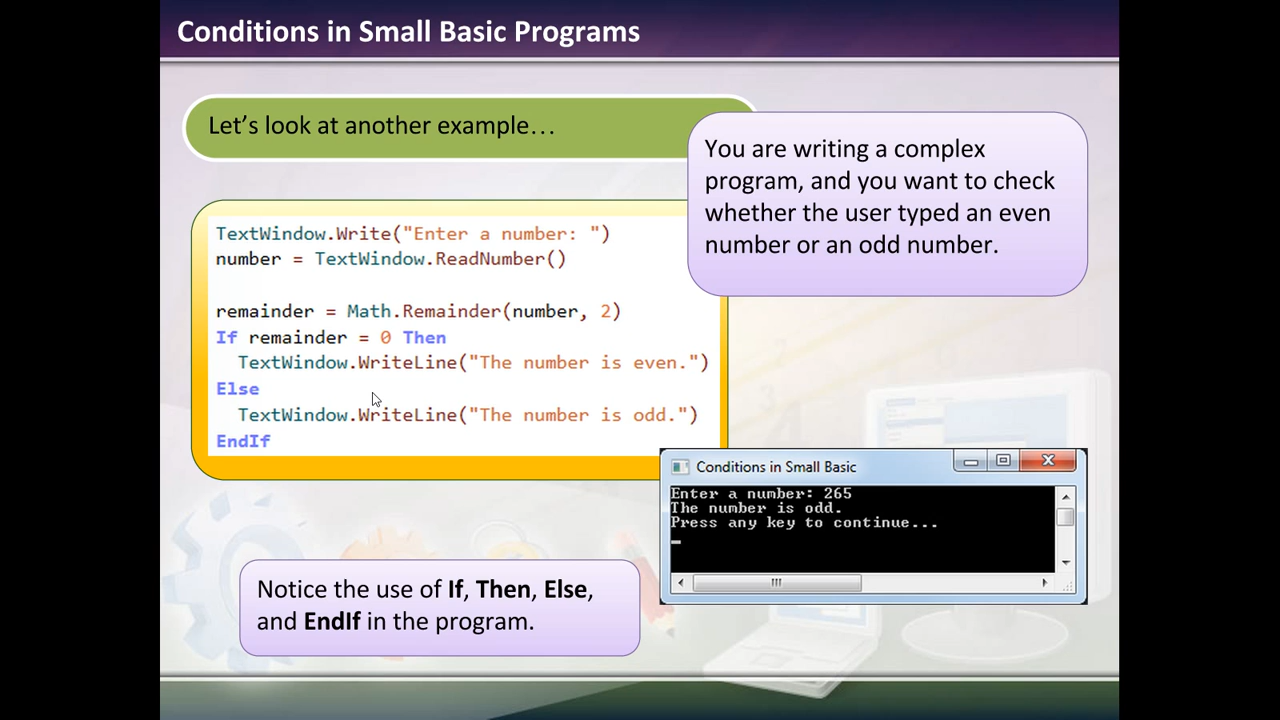 Conditions in Small Basic Programs
Let's look at another example…
You are writing a complex
program, and you want to check
whether the user typed an even
number or an odd number.
TextWindow.Write("Enter a number: ")
number = TextWindow.ReadNumber()
remainder = Math.Remainder(number, 2)
If remainder = 0 Then
TextWindow.WriteLine("The number is even.")
Else
TextWindow.WriteLine("The number is odd.")
EndIf
Conditions in Small Basic
Enter a number: 265
The number is odd.
Press any key to continue...
Notice the use of If, Then, Else,
and EndIf in the program.